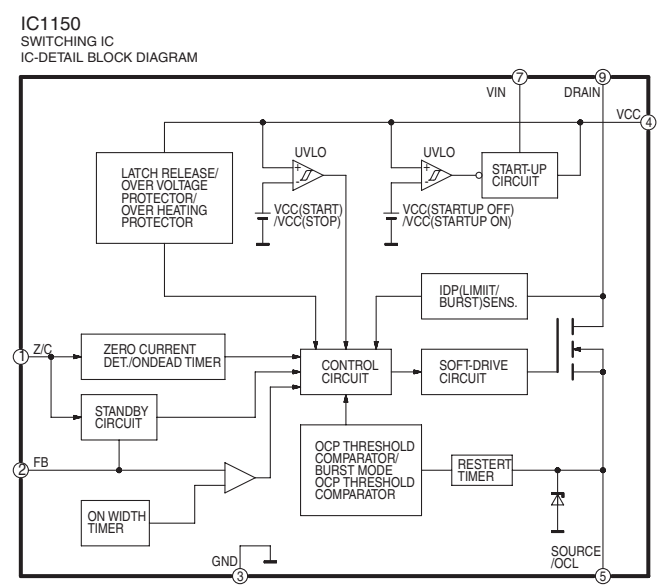 IC1150
SWITCHING IC
IC-DETAIL BLOCK DIAGRAM
7
9
VIN
DRAIN
VCC
4
LATCH RELEASE/
OVER VOLTAGE
PROTECTOR/
OVER HEATING
PROTECTOR
UVLO
+
-
VCC(START)
/VCC(STOP)
UVLO
+
-
VCC(STARTUP OFF)
/VCC(STARTUP ON)
START-UP
CIRCUIT
IDP(LIMIIT/
BURST)SENS.
1
Z/C
ZERO CURRENT
DET./ONDEAD TIMER
CONTROL
CIRCUIT
SOFT-DRIVE
CIRCUIT
STANDBY
CIRCUIT
2
FB
OCP THRESHOLD
COMPARATOR/
BURST MODE
OCP THRESHOLD
COMPARATOR
RESTERT
TIMER
ON WIDTH
TIMER
GND
3
SOURCE
/OCL
5